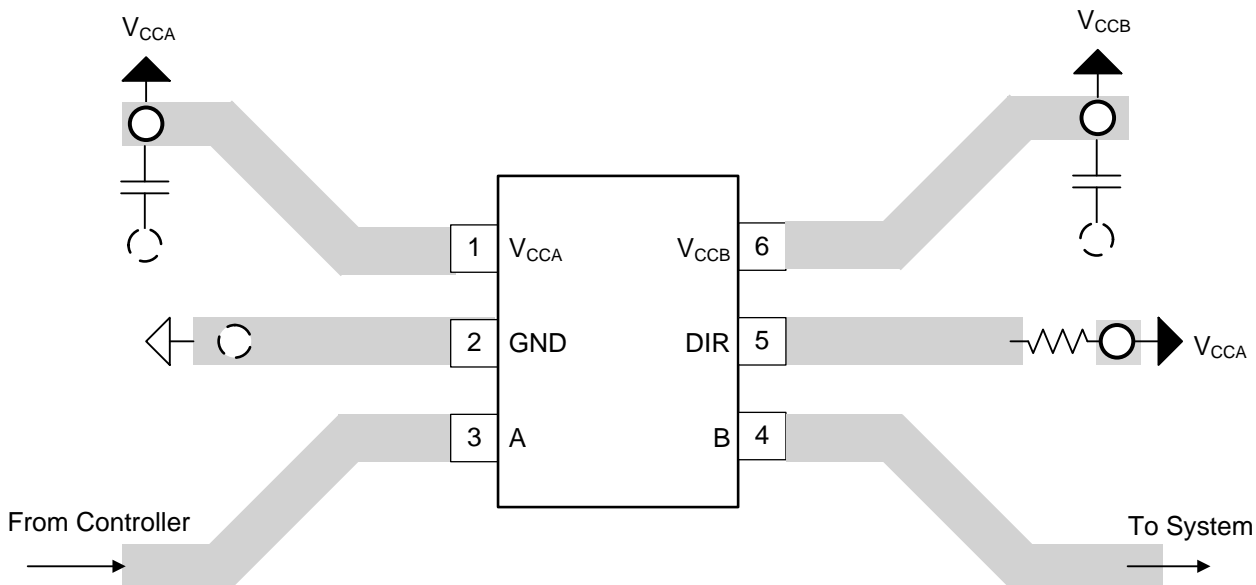 VCCA
VCCB
1 VCCA VCCB 6
2 GND DIR 5
VCCA
3 A B 4
From Controller
To System